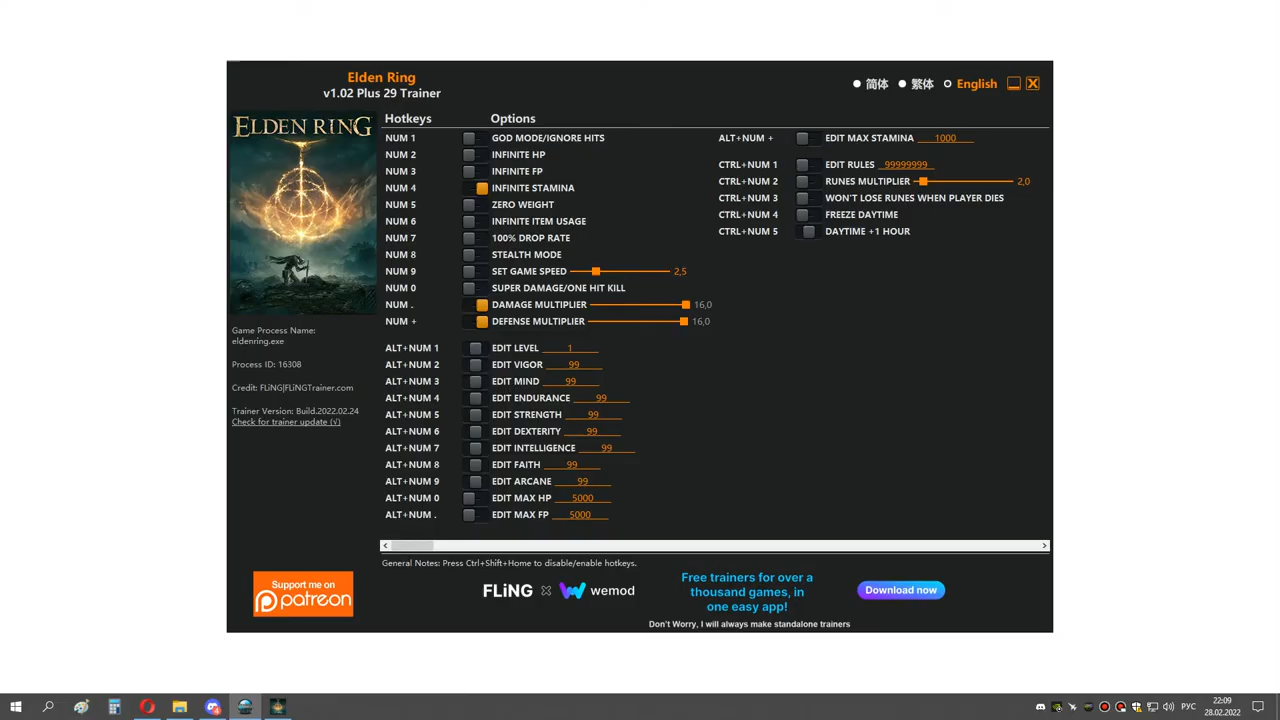 Elden Ring
v1.02 Plus 29 Trainer
简体
繁体
English
ELDEN RING
Game Process Name:
eldenring.exe
Process ID: 16308
Credit: FLiNG|FLiNGTrainer.com
Trainer Version: Build.2022.02.24
Check for trainer update (√)
Support me on
patreon
Hotkeys Options
NUM 1 GOD MODE/IGNORE HITS
NUM 2 INFINITE HP
NUM 3 INFINITE FP
NUM 4 INFINITE STAMINA
NUM 5 ZERO WEIGHT
NUM 6 INFINITE ITEM USAGE
NUM 7 100% DROP RATE
NUM 8 STEALTH MODE
NUM 9 SET GAME SPEED 2,5
NUM 0 SUPER DAMAGE/ONE HIT KILL
NUM . DAMAGE MULTIPLIER 16,0
NUM + DEFENSE MULTIPLIER 16,0
ALT+NUM 1 EDIT LEVEL 1
ALT+NUM 2 EDIT VIGOR 99
ALT+NUM 3 EDIT MIND 99
ALT+NUM 4 EDIT ENDURANCE 99
ALT+NUM 5 EDIT STRENGTH 99
ALT+NUM 6 EDIT DEXTERITY 99
ALT+NUM 7 EDIT INTELLIGENCE 99
ALT+NUM 8 EDIT FAITH 99
ALT+NUM 9 EDIT ARCANE 99
ALT+NUM 0 EDIT MAX HP 5000
ALT+NUM . EDIT MAX FP 5000
ALT+NUM + EDIT MAX STAMINA 1000
CTRL+NUM 1 EDIT RULES 99999999
CTRL+NUM 2 RUNES MULTIPLIER 2,0
CTRL+NUM 3 WON'T LOSE RUNES WHEN PLAYER DIES
CTRL+NUM 4 FREEZE DAYTIME
CTRL+NUM 5 DAYTIME +1 HOUR
General Notes: Press Ctrl+Shift+Home to disable/enable hotkeys.
FLiNG
wemod
Free trainers for over a
thousand games, in
one easy app!
Download now
Don't Worry, I will always make standalone trainers
РУС
22:09
28.02.2022